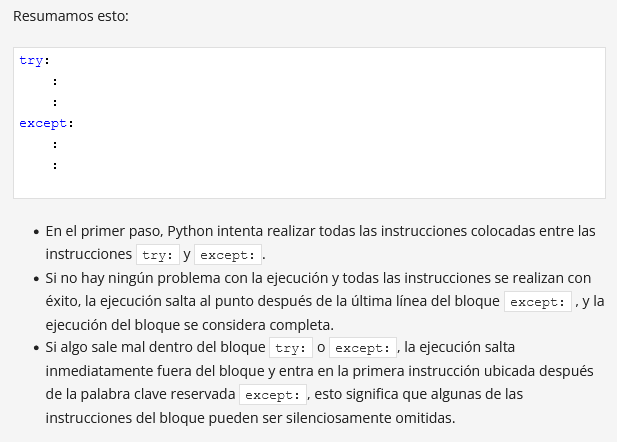 Resumamos esto:
try:
:
:
except:
:
:
• En el primer paso, Python intenta realizar todas las instrucciones colocadas entre las
instrucciones try: y except: .
• Si no hay ningún problema con la ejecución y todas las instrucciones se realizan con
éxito, la ejecución salta al punto después de la última línea del bloque except: , y la
ejecución del bloque se considera completa.
• Si algo sale mal dentro del bloque try: o except: , la ejecución salta
inmediatamente fuera del bloque y entra en la primera instrucción ubicada después
de la palabra clave reservada except: , esto significa que algunas de las
instrucciones del bloque pueden ser silenciosamente omitidas.